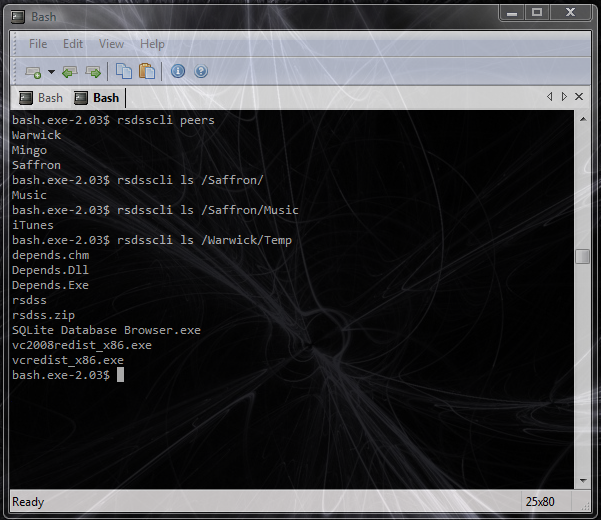 Bash
File Edit View Help
Bash Bash
bash.exe-2.03$ rsdsscli peers
Warwick
Mingo
Saffron
bash.exe-2.03$ rsdsscli ls /Saffron/
Music
bash.exe-2.03$ rsdsscli ls /Saffron/Music
iTunes
bash.exe-2.03$ rsdsscli ls /Warwick/Temp
depends.chm
Depends.Dll
Depends.Exe
rsdss
rsdss.zip
SQLite Database Browser.exe
vc2008redist_x86.exe
vcredist_x86.exe
bash.exe-2.03$
Ready 25x80